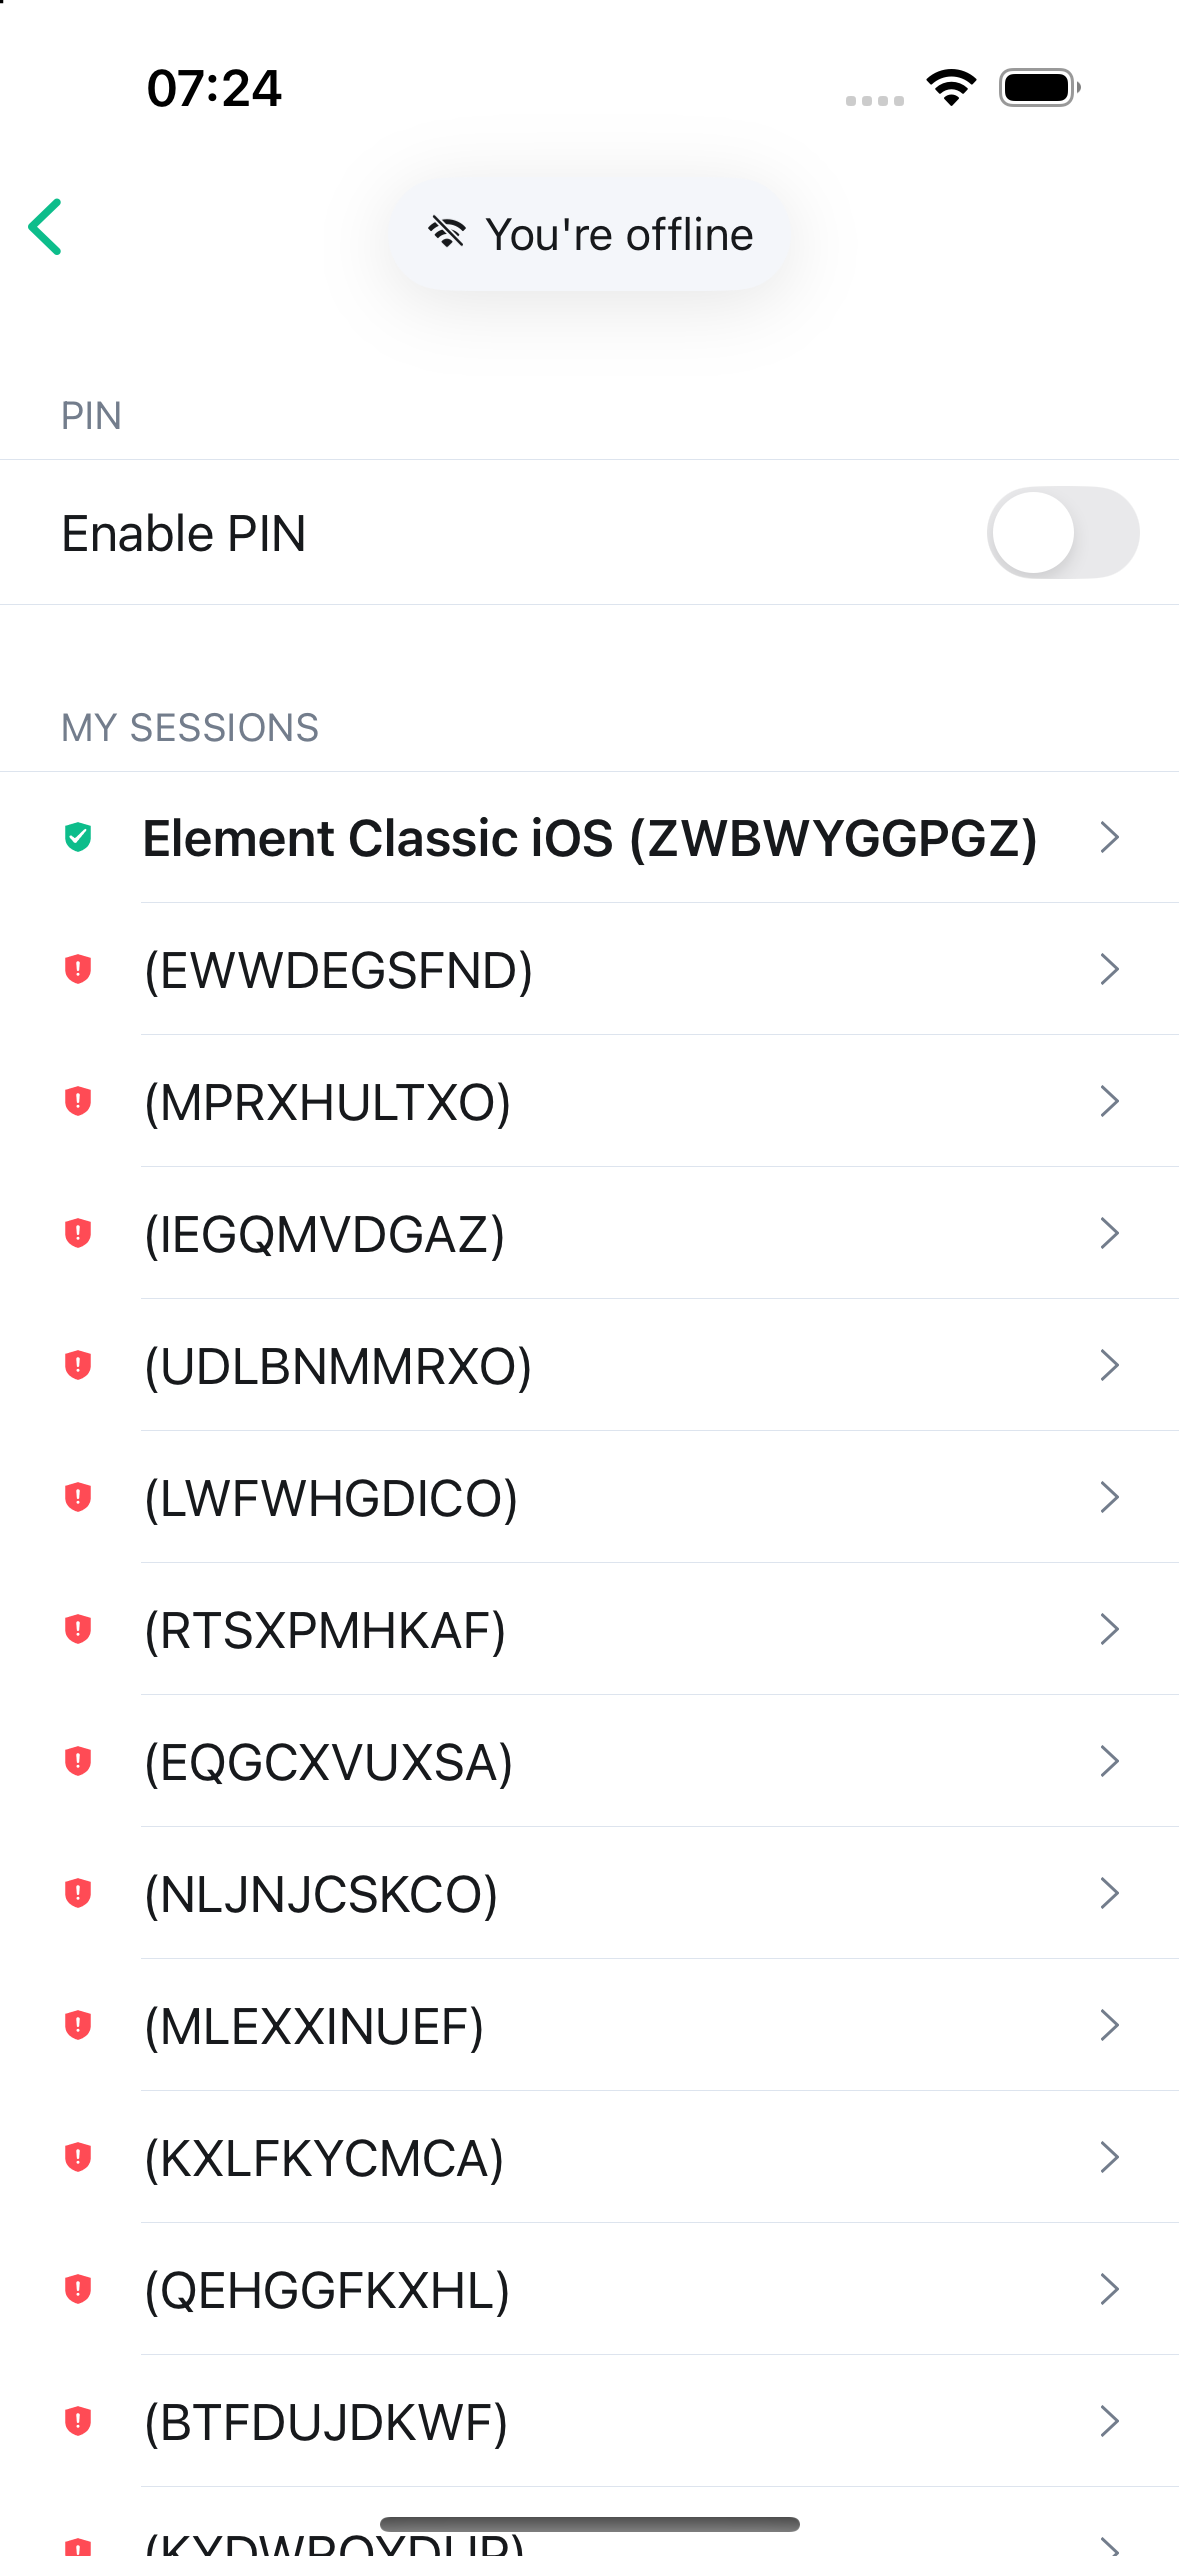 07:24
You're offline
PIN
Enable PIN
MY SESSIONS
Element Classic iOS (ZWBWYGGPGZ)
(EWWDEGSFND)
(MPRXHULTXO)
(IEGQMVDGAZ)
(UDLBNMMRXO)
(LWFWHGDICO)
(RTSXPMHKAF)
(EQGCXVUXSA)
(NLJNJCSKCO)
(MLEXXINUEF)
(KXLFKYCMCA)
(QEHGGFKXHL)
(BTFDUJDKWF)